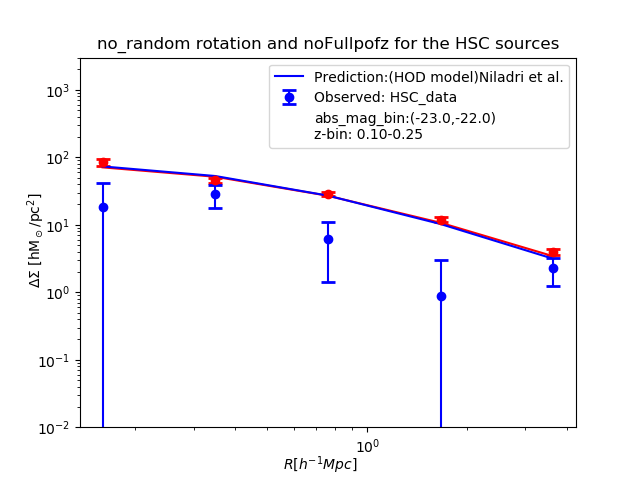 no_random rotation and noFullpofz for the HSC sources
Prediction:(HOD model)Niladri et al.
Observed: HSC_data
abs_mag_bin:(-23.0,-22.0)
z-bin: 0.10-0.25
ΔΣ [hM⊙/pc²]
10³
10²
10¹
10⁰
10⁻¹
10⁻²
10⁰
R[h⁻¹Mpc]